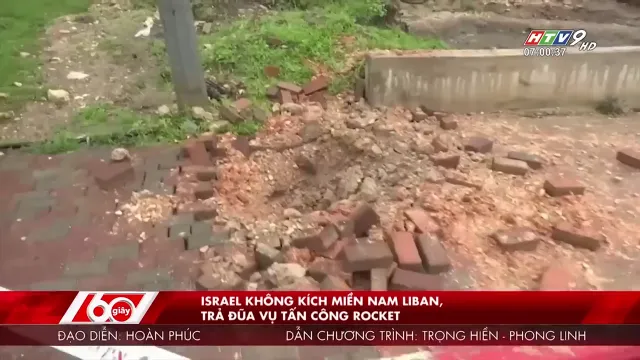 HTV9 HD
07:00:37
60 giây
ISRAEL KHÔNG KÍCH MIỀN NAM LIBAN,
TRẢ ĐŨA VỤ TẤN CÔNG ROCKET
ĐẠO DIỄN: HOÀN PHÚC
DẪN CHƯƠNG TRÌNH: TRỌNG HIỀN - PHONG LINH